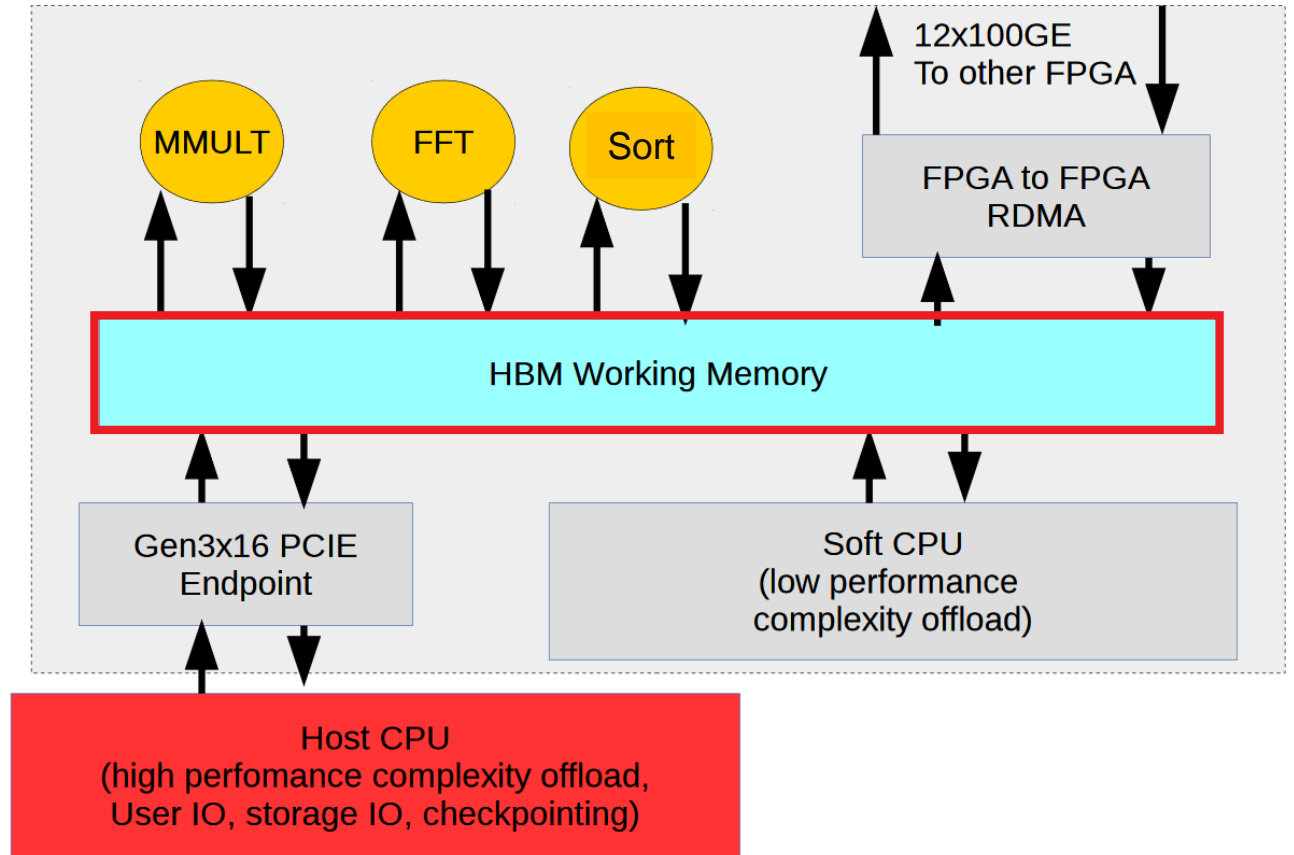 12x100GE
To other FPGA
MMULT
FFT
Sort
FPGA to FPGA
RDMA
HBM Working Memory
Gen3x16 PCIE
Endpoint
Soft CPU
(low performance
complexity offload)
Host CPU
(high perfomance complexity offload,
User IO, storage IO, checkpointing)